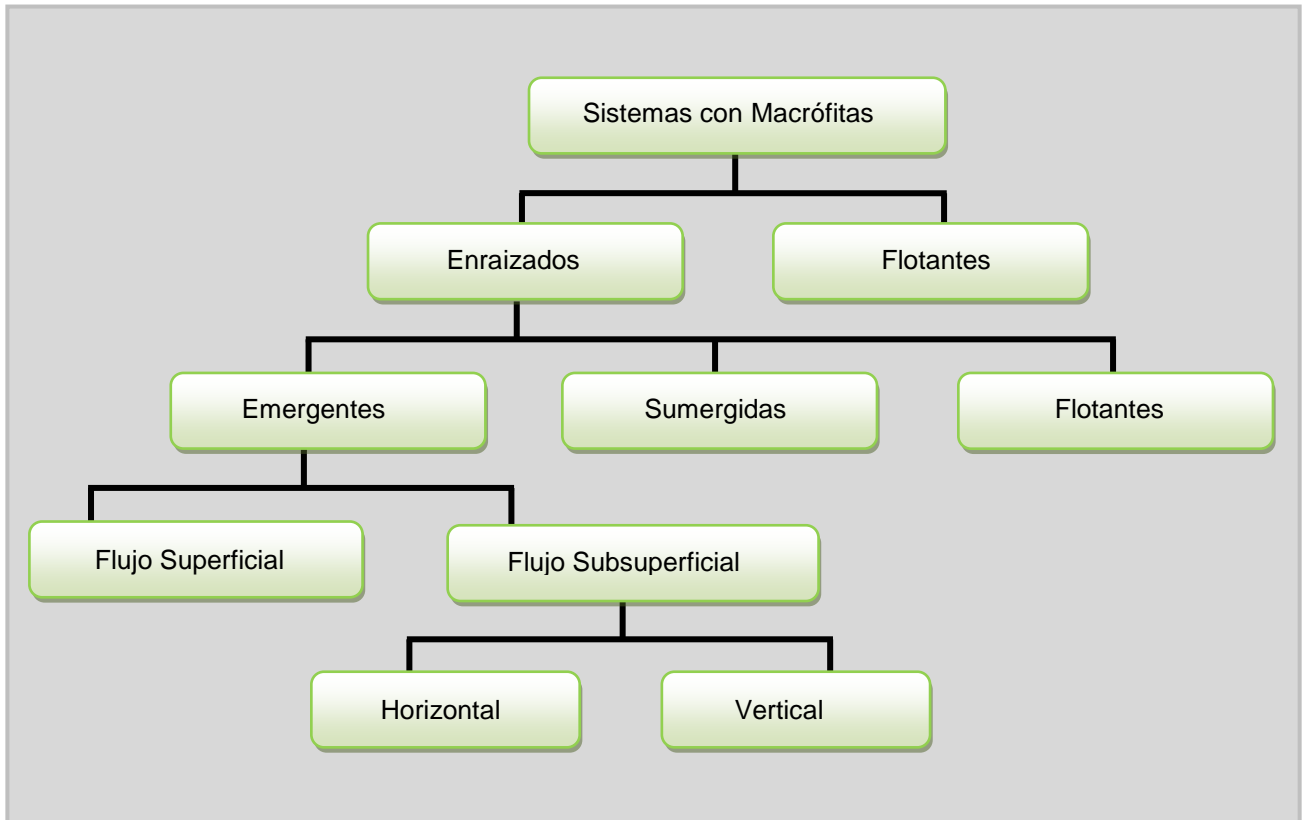 Sistemas con Macrófitas
Enraizados
Flotantes
Emergentes
Sumergidas
Flotantes
Flujo Superficial
Flujo Subsuperficial
Horizontal
Vertical